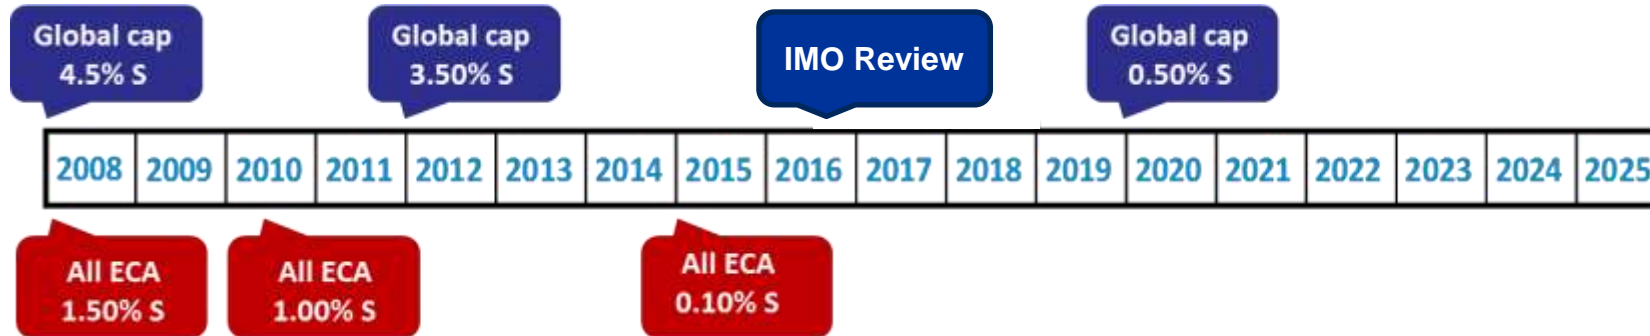 Global cap
4.5% S
Global cap
3.50% S
IMO Review
Global cap
0.50% S
2008 2009 2010 2011 2012 2013 2014 2015 2016 2017 2018 2019 2020 2021 2022 2023 2024 2025
All ECA
1.50% S
All ECA
1.00% S
All ECA
0.10% S